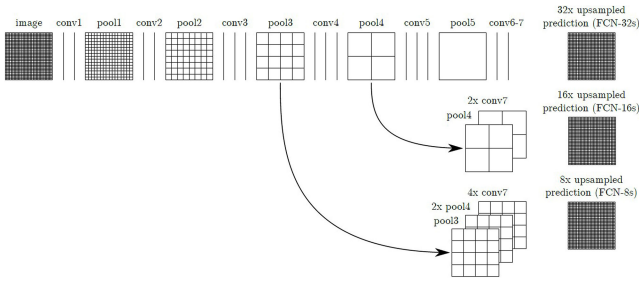 image conv1 pool1 conv2 pool2 conv3 pool3 conv4 pool4 conv5 pool5 conv6-7
32x upsampled
prediction (FCN-32s)
2x conv7
pool4
16x upsampled
prediction (FCN-16s)
4x conv7
2x pool4
pool3
8x upsampled
prediction (FCN-8s)